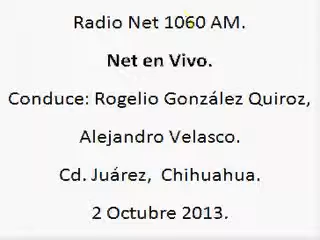 Radio Net 1060 AM.
Net en Vivo.
Conduce: Rogelio González Quiroz,
Alejandro Velasco.
Cd. Juárez, Chihuahua.
2 Octubre 2013.